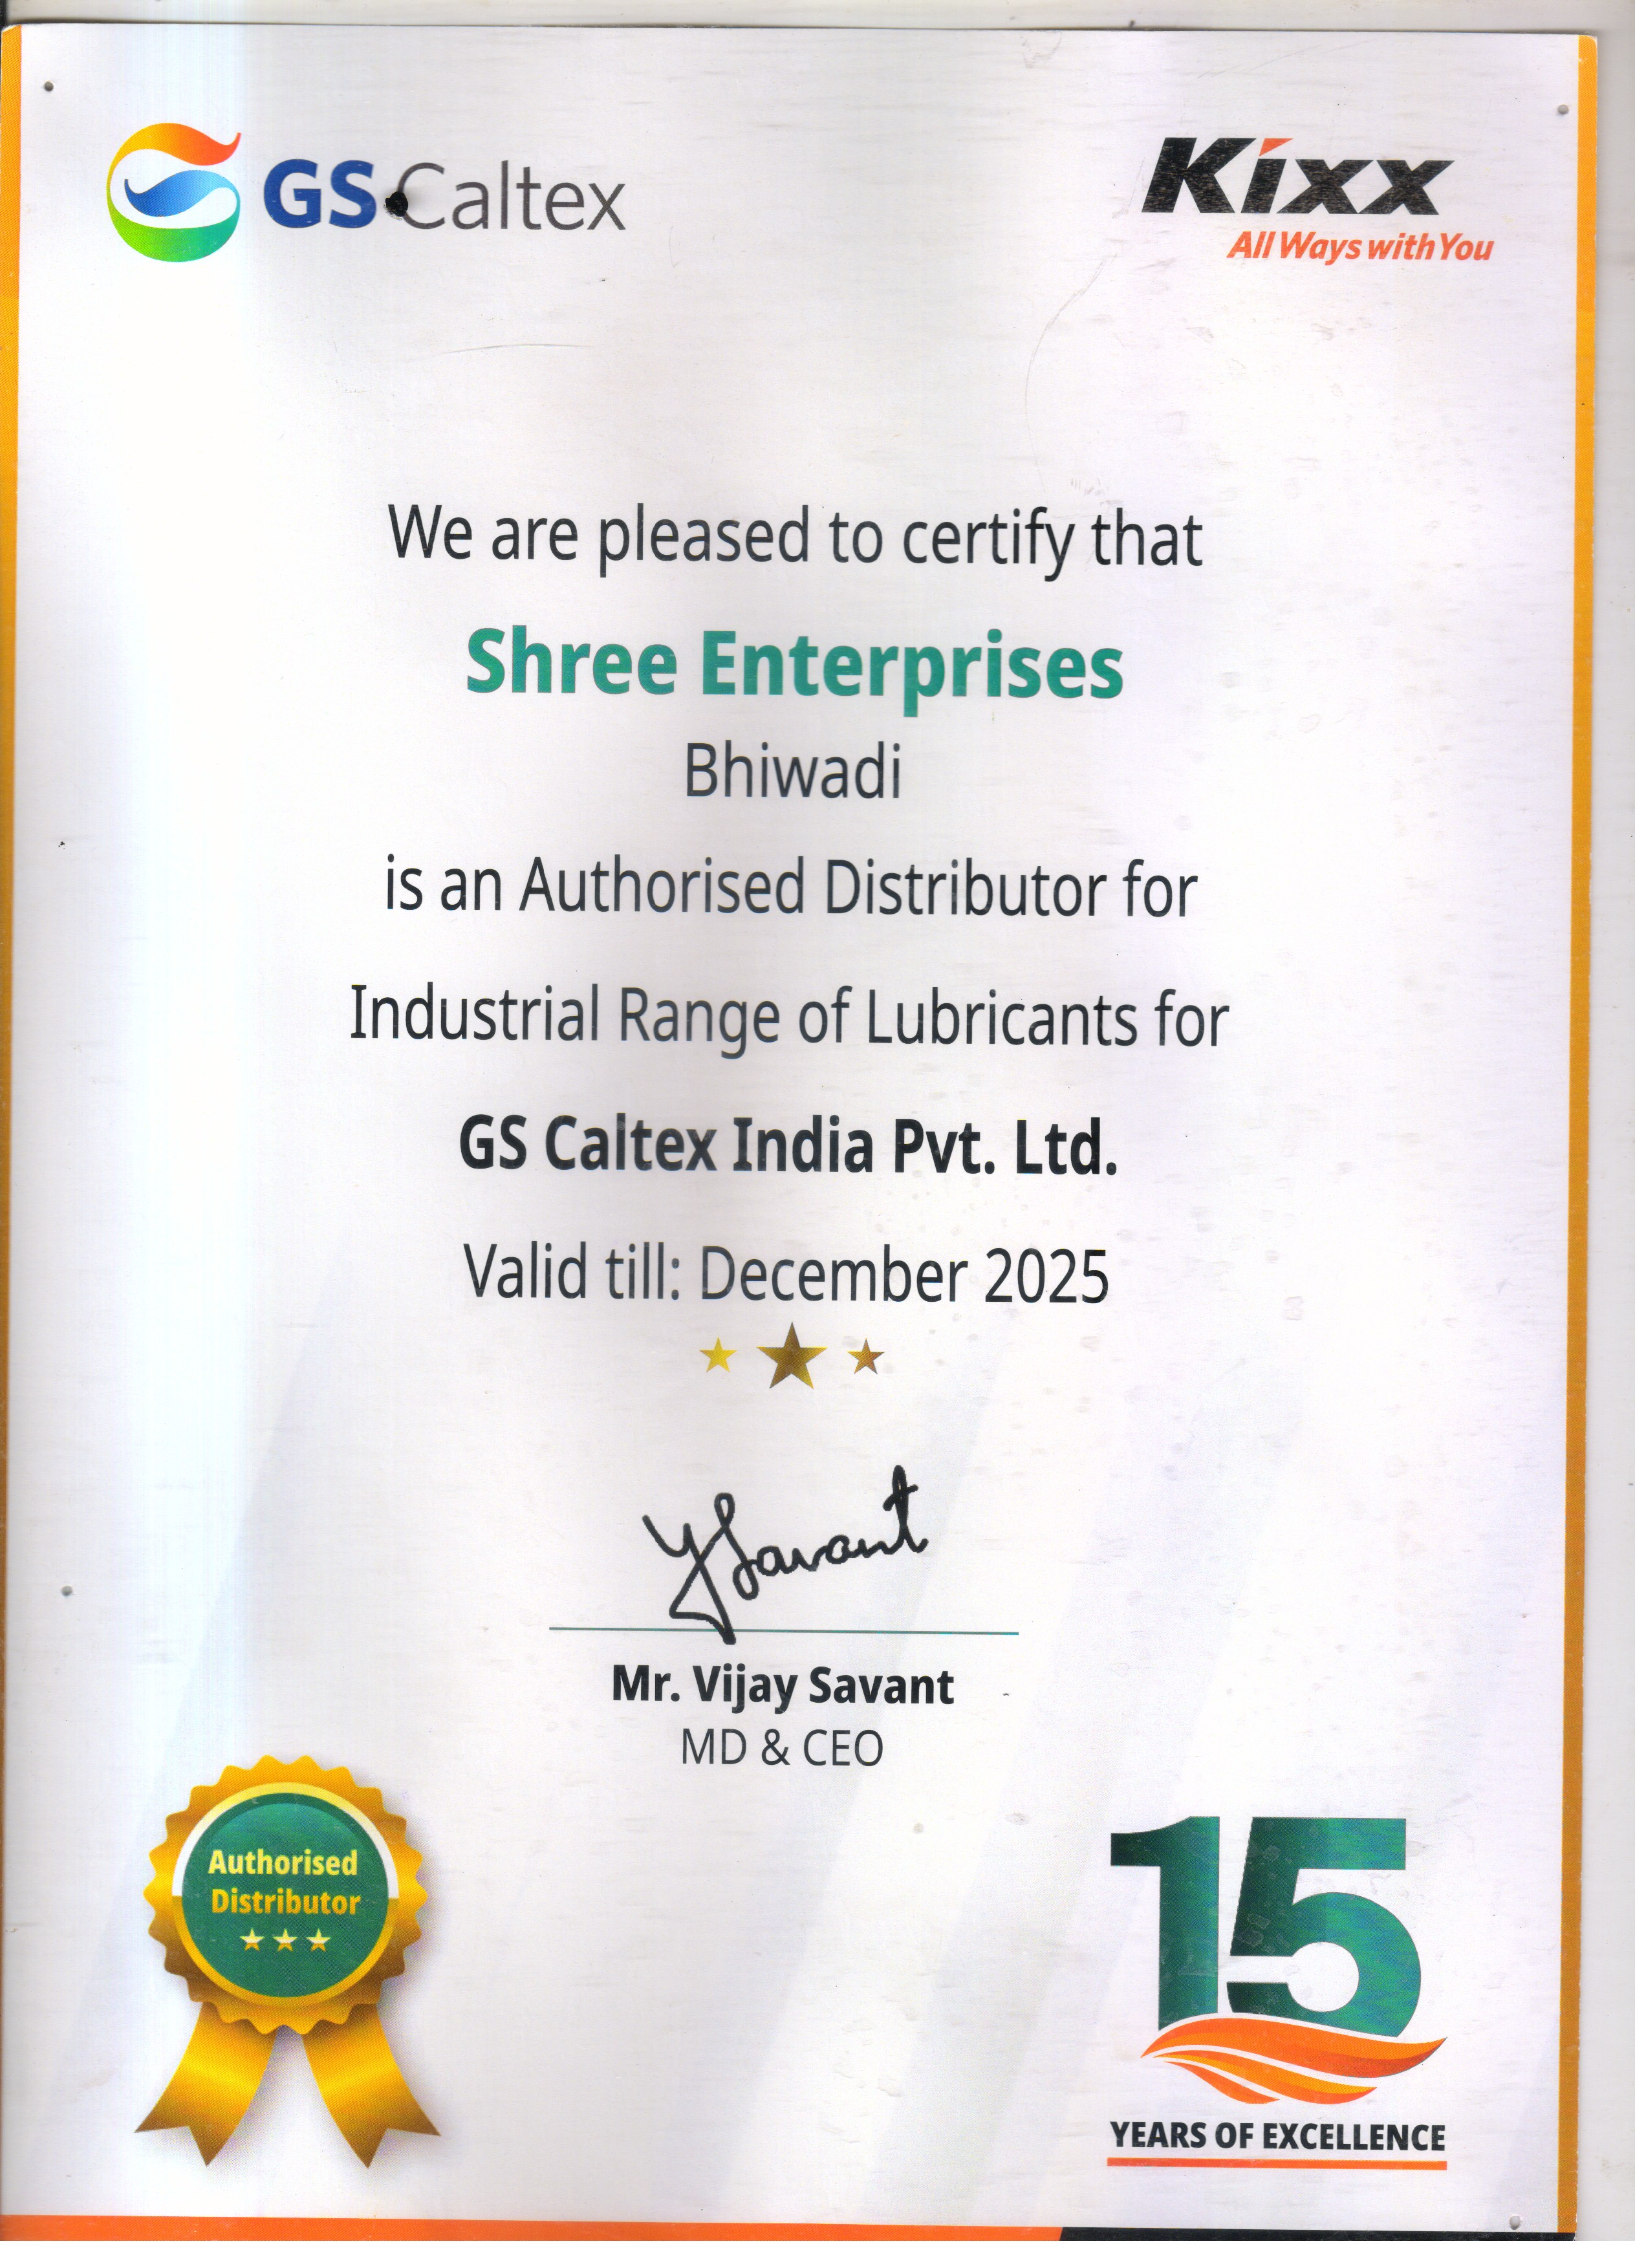 GS Caltex
Kixx
All Ways with You
We are pleased to certify that
Shree Enterprises
Bhiwadi
is an Authorised Distributor for
Industrial Range of Lubricants for
GS Caltex India Pvt. Ltd.
Valid till: December 2025
VSavant
Mr. Vijay Savant
MD & CEO
Authorised
Distributor
15
YEARS OF EXCELLENCE